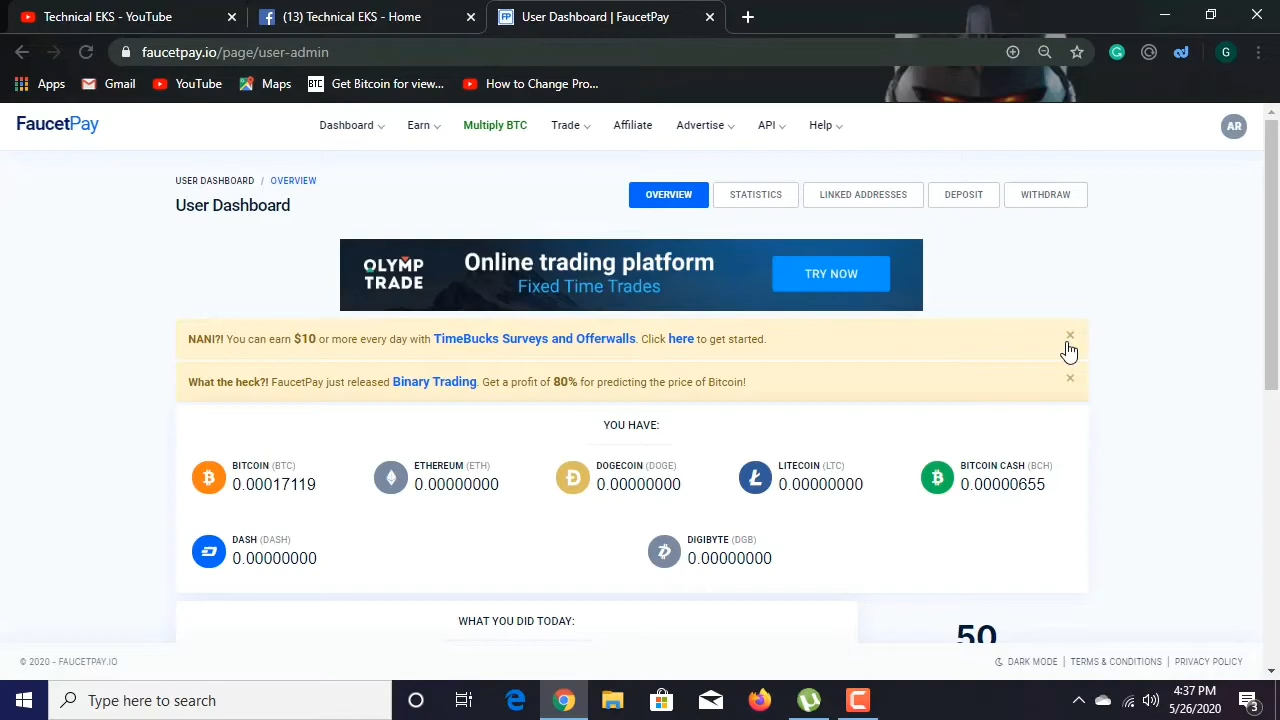 Technical EKS - YouTube
(13) Technical EKS - Home
User Dashboard | FaucetPay
faucetpay.io/page/user-admin
G
Apps
Gmail
YouTube
Maps
BTC Get Bitcoin for view...
How to Change Pro...
FaucetPay
Dashboard
Earn
Multiply BTC
Trade
Affiliate
Advertise
API
Help
AR
USER DASHBOARD / OVERVIEW
User Dashboard
OVERVIEW
STATISTICS
LINKED ADDRESSES
DEPOSIT
WITHDRAW
OLYMP TRADE
Online trading platform
Fixed Time Trades
TRY NOW
NANI?! You can earn $10 or more every day with TimeBucks Surveys and Offerwalls. Click here to get started.
What the heck?! FaucetPay just released Binary Trading. Get a profit of 80% for predicting the price of Bitcoin!
YOU HAVE:
BITCOIN (BTC)
0.00017119
ETHEREUM (ETH)
0.00000000
DOGECOIN (DOGE)
0.00000000
LITECOIN (LTC)
0.00000000
BITCOIN CASH (BCH)
0.00000655
DASH (DASH)
0.00000000
DIGIBYTE (DGB)
0.00000000
WHAT YOU DID TODAY:
50
© 2020 - FAUCETPAY.IO
DARK MODE | TERMS & CONDITIONS | PRIVACY POLICY
Type here to search
4:37 PM
5/26/2020
3